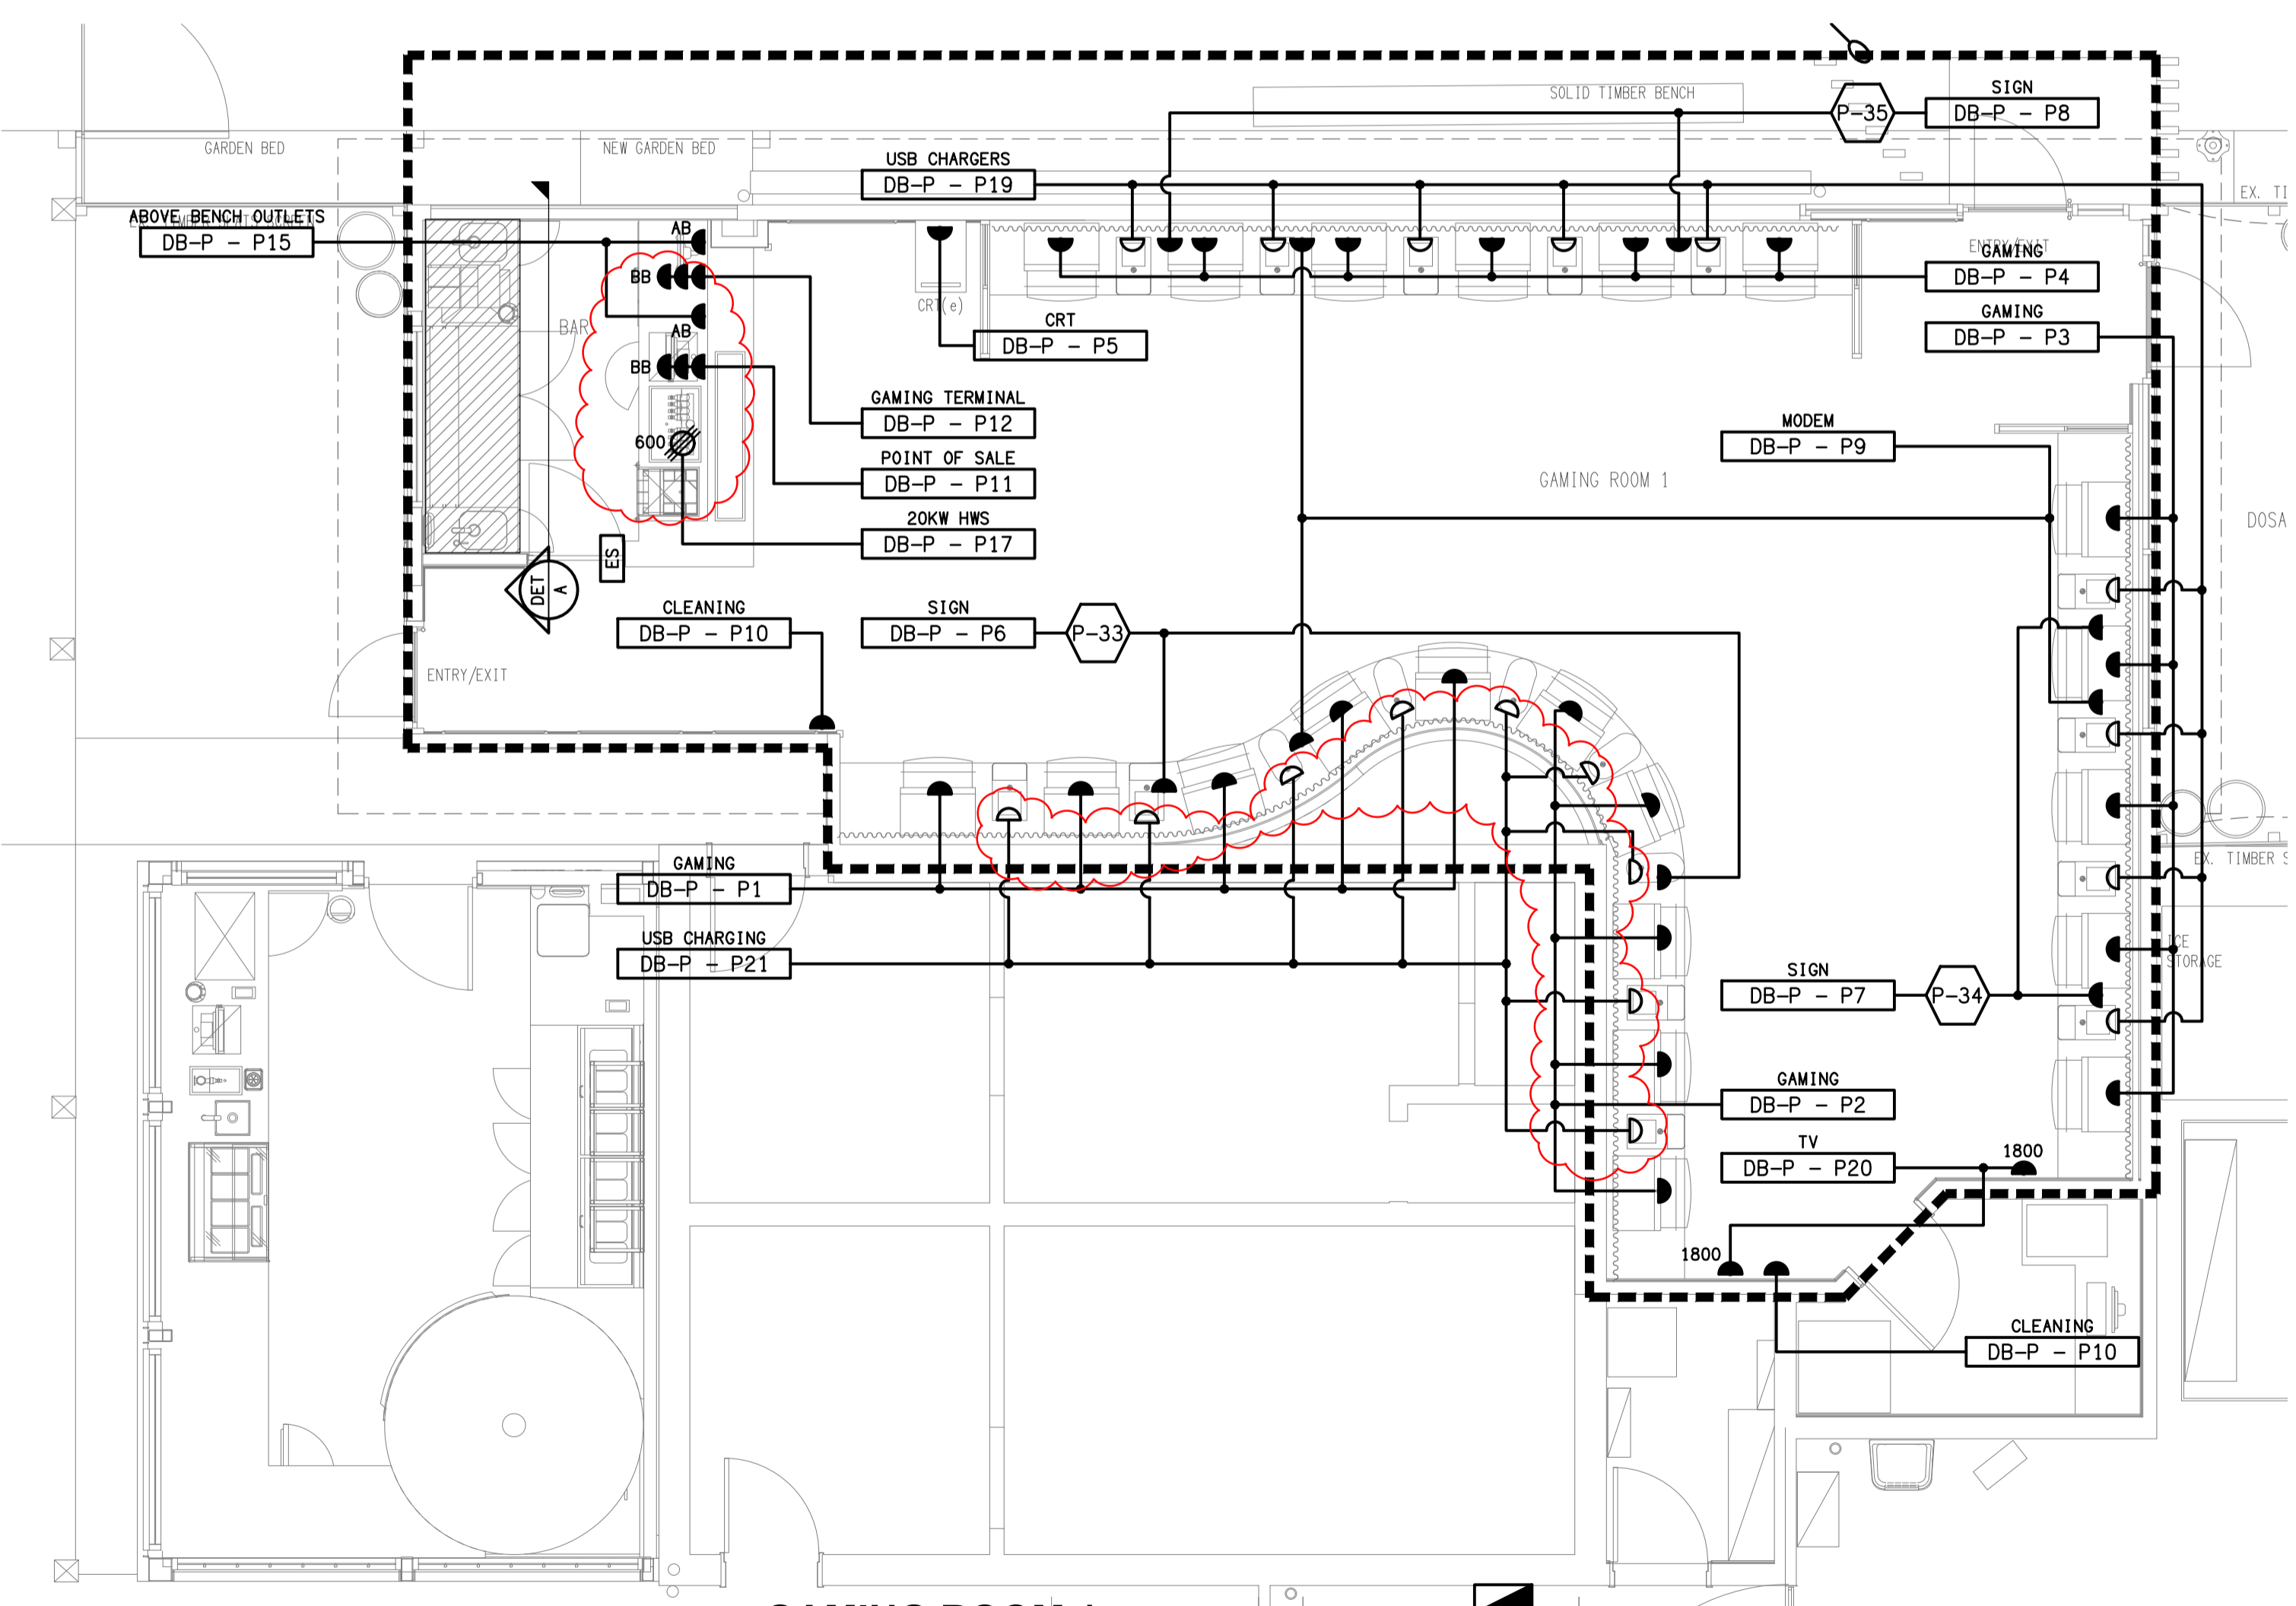 SOLID TIMBER BENCH
P-35
SIGN
DB-P - P8
GARDEN BED
NEW GARDEN BED
USB CHARGERS
DB-P - P19
ABOVE BENCH OUTLETS
DB-P - P15
AB
BB
BAR
AB
BB
CRT(e)
CRT
DB-P - P5
ENTRY/EXIT
GAMING
DB-P - P4
GAMING
DB-P - P3
EX. TI
GAMING TERMINAL
DB-P - P12
600
POINT OF SALE
DB-P - P11
20KW HWS
DB-P - P17
MODEM
DB-P - P9
GAMING ROOM 1
DOSA
ES
DET
A
CLEANING
DB-P - P10
SIGN
DB-P - P6
P-33
ENTRY/EXIT
GAMING
DB-P - P1
USB CHARGING
DB-P - P21
EX. TIMBER S
ICE
STORAGE
SIGN
DB-P - P7
P-34
GAMING
DB-P - P2
TV
DB-P - P20
1800
1800
CLEANING
DB-P - P10
GAMING ROOM 1